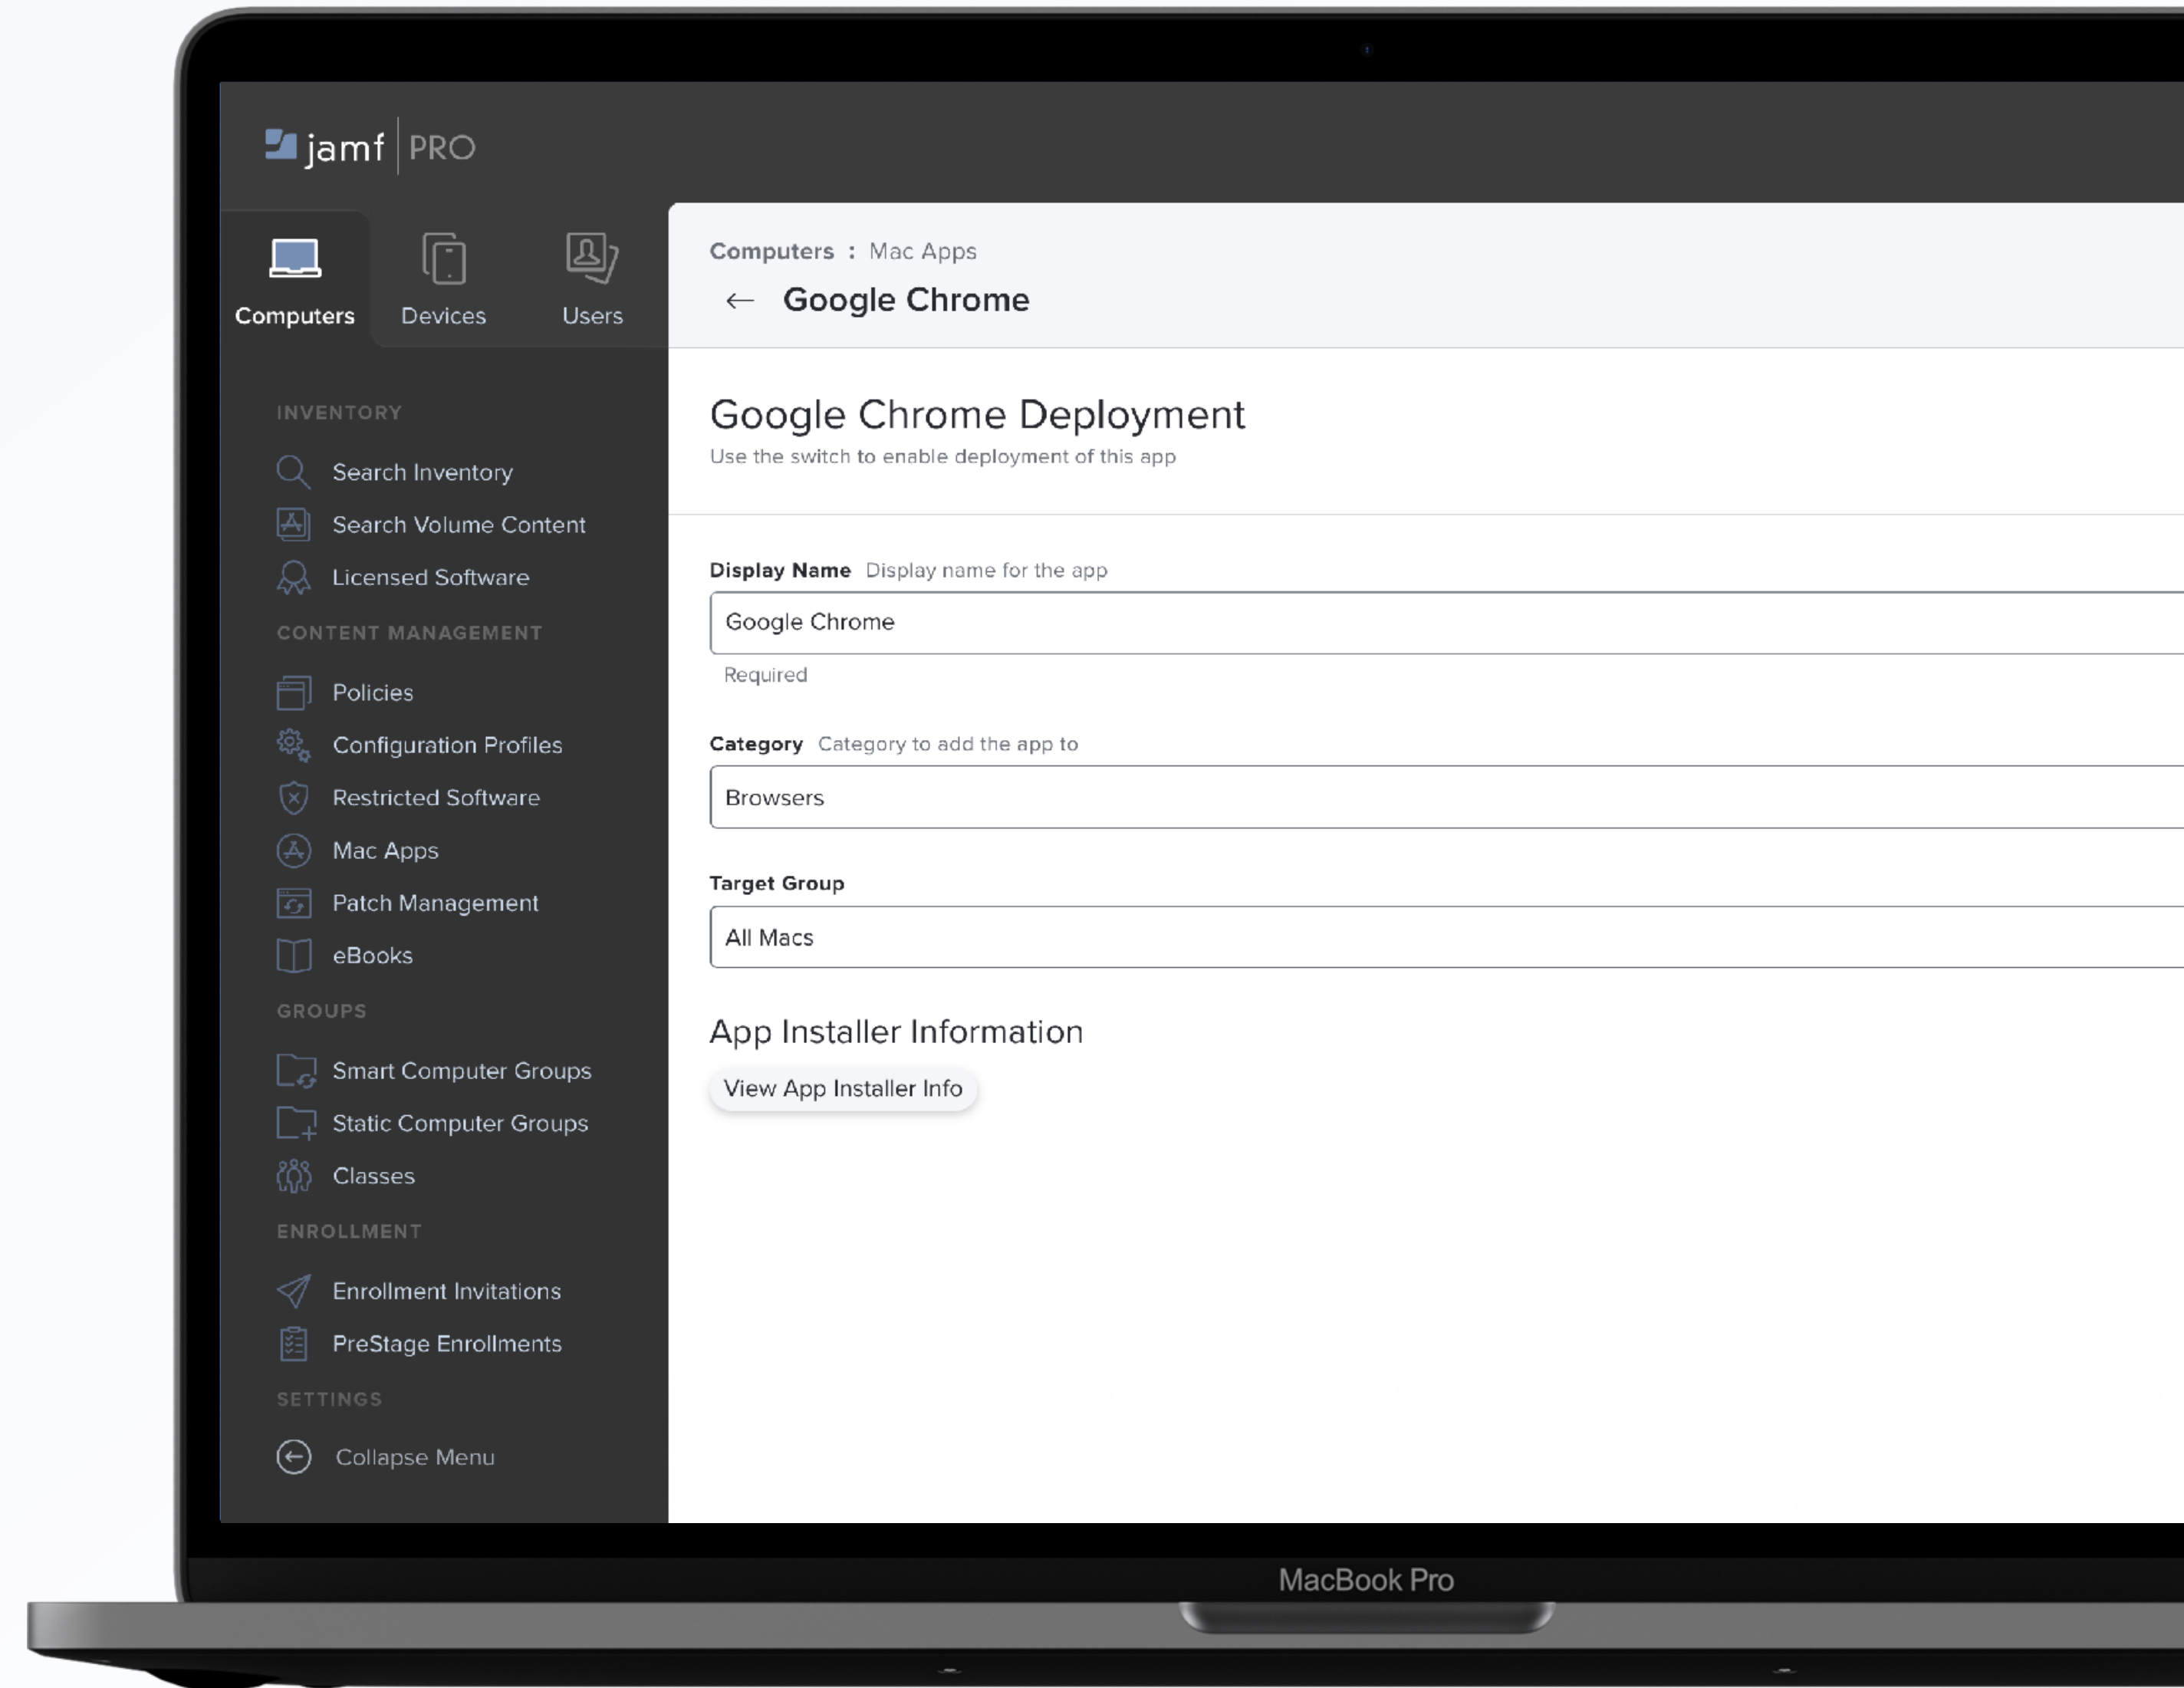 jamf PRO
Computers
Devices
Users
INVENTORY
Search Inventory
Search Volume Content
Licensed Software
CONTENT MANAGEMENT
Policies
Configuration Profiles
Restricted Software
Mac Apps
Patch Management
eBooks
GROUPS
Smart Computer Groups
Static Computer Groups
Classes
ENROLLMENT
Enrollment Invitations
PreStage Enrollments
SETTINGS
Collapse Menu
Computers : Mac Apps
← Google Chrome
Google Chrome Deployment
Use the switch to enable deployment of this app
Display Name Display name for the app
Google Chrome
Required
Category Category to add the app to
Browsers
Target Group
All Macs
App Installer Information
View App Installer Info
MacBook Pro